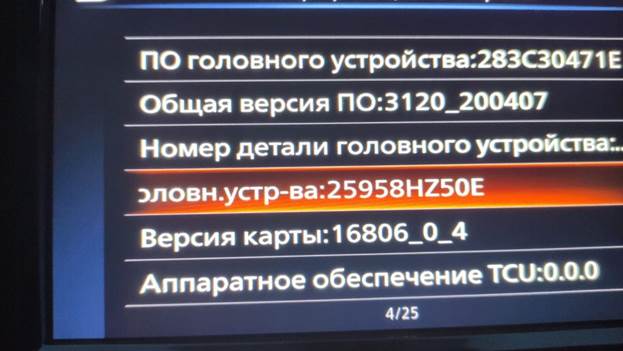 ПО головного устройства:283C30471E
Общая версия ПО:3120_200407
Номер детали головного устройства:..
ловн.устр-ва:25958HZ50E
Версия карты:16806_0_4
Аппаратное обеспечение TCU:0.0.0
4/25